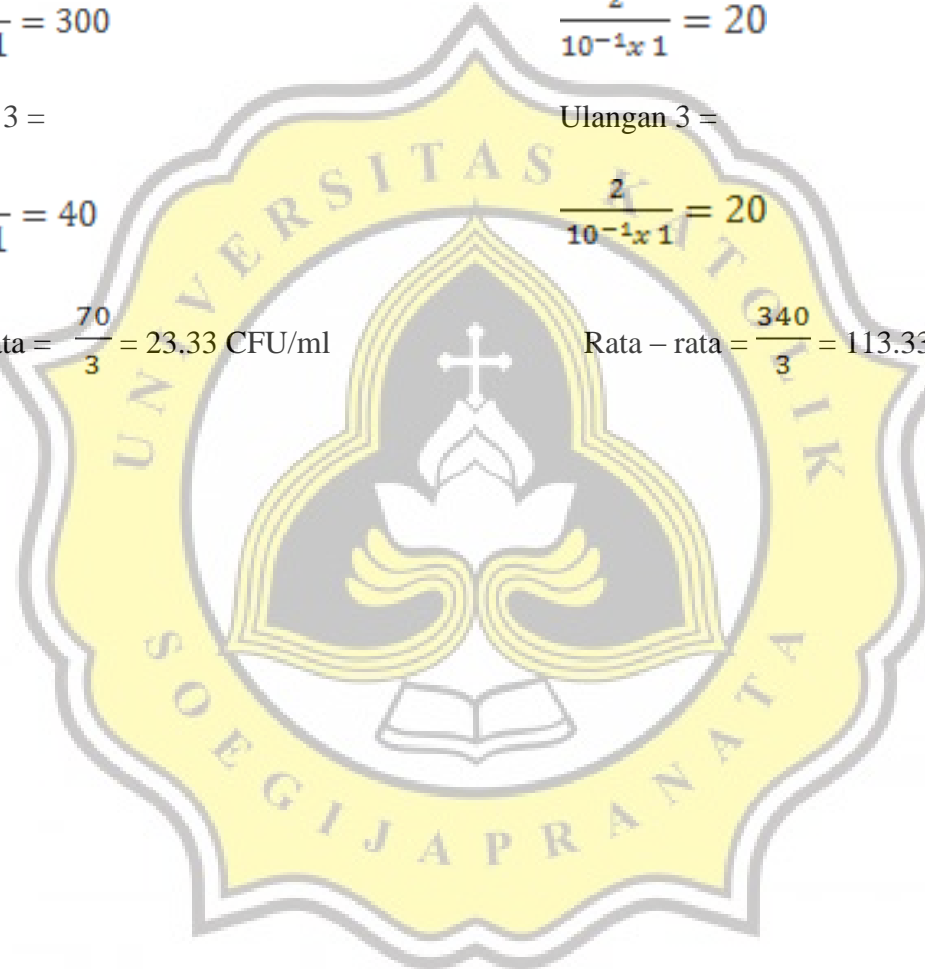 = 300
2 / 10⁻¹x 1 = 20
3 =
Ulangan 3 =
= 40
2 / 10⁻¹x 1 = 20
= 70 / 3 = 23.33 CFU/ml
Rata – rata = 340 / 3 = 113.33
UNIVERSITAS KATOLIK
SOEGIJAPRANATA